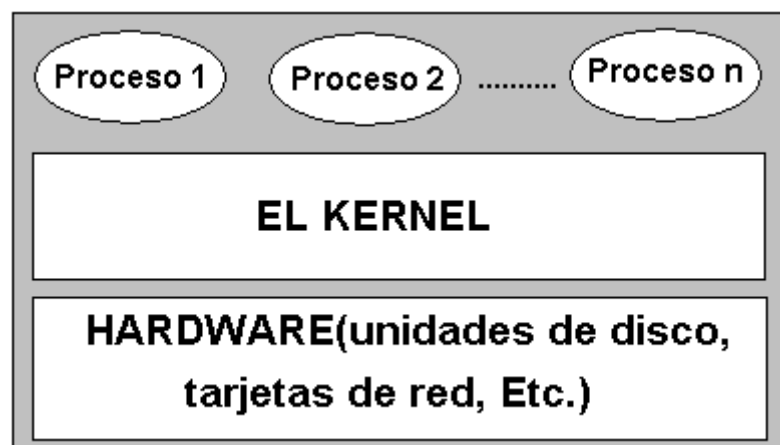 Proceso 1 Proceso 2 .......... Proceso n
EL KERNEL
HARDWARE(unidades de disco,
tarjetas de red, Etc.)